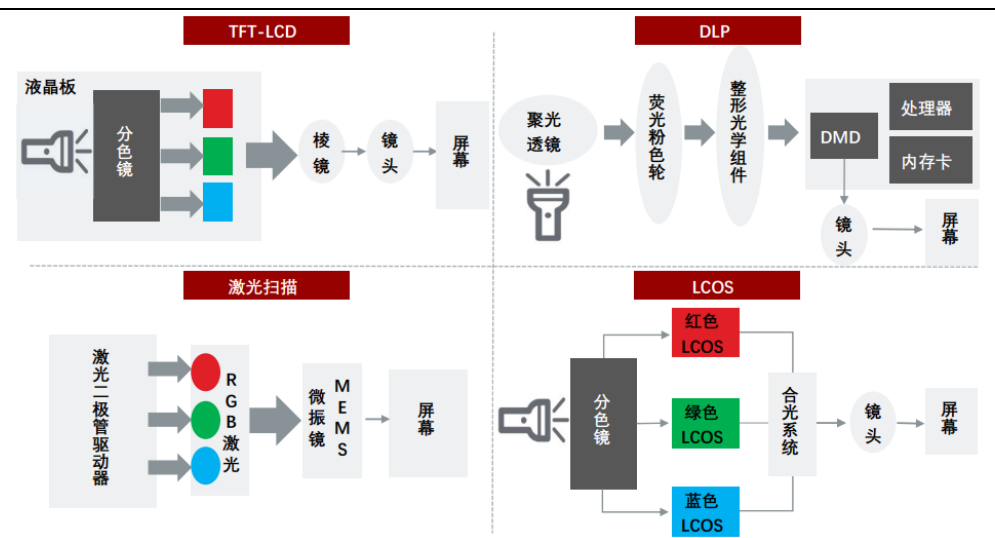 TFT-LCD
液晶板
分色镜
棱镜
镜头
屏幕
DLP
聚光
透镜
荧光粉色轮
整形光学组件
DMD
处理器
内存卡
镜头
屏幕
激光扫描
激光二极管驱动器
RGB激光
微振镜
MEMS
屏幕
LCOS
分色镜
红色
LCOS
绿色
LCOS
蓝色
LCOS
合光系统
镜头
屏幕